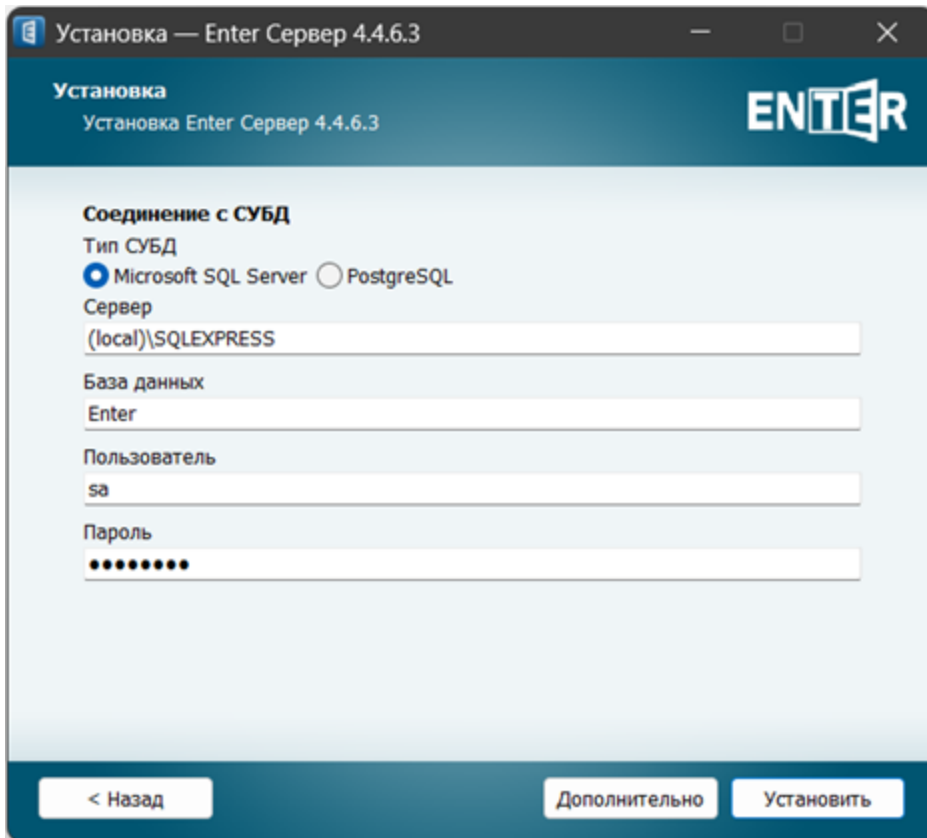 Установка — Enter Сервер 4.4.6.3
Установка
Установка Enter Сервер 4.4.6.3
ENTER
Соединение с СУБД
Тип СУБД
Microsoft SQL Server PostgreSQL
Сервер
(local)\SQLEXPRESS
База данных
Enter
Пользователь
sa
Пароль
••••••••
< Назад Дополнительно Установить